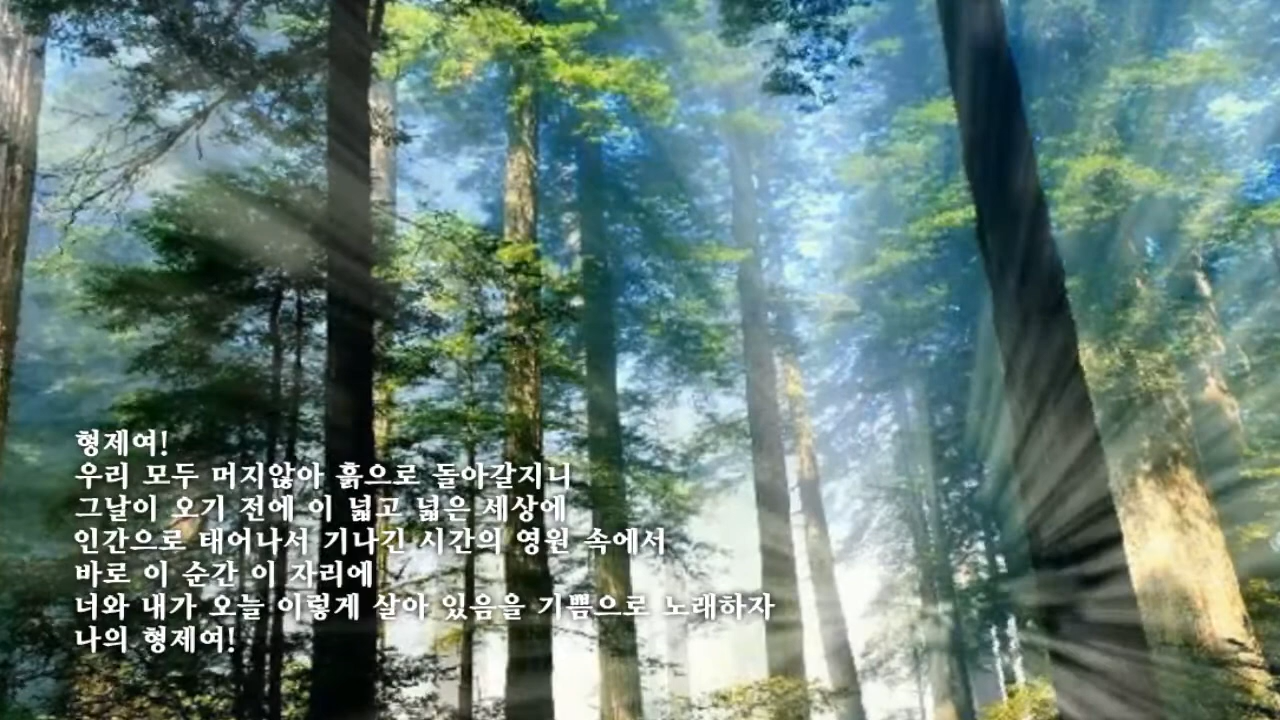 형제여!
우리 모두 머지않아 흙으로 돌아갈지니
그날이 오기 전에 이 넓고 넓은 세상에
인간으로 태어나서 기나긴 시간의 영원 속에서
바로 이 순간 이 자리에
너와 내가 오늘 이렇게 살아 있음을 기쁨으로 노래하자
나의 형제여!